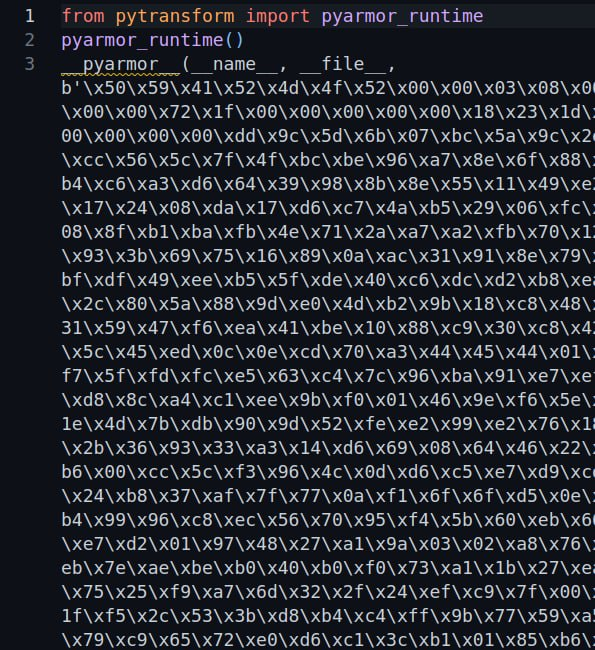 1 from pytransform import pyarmor_runtime
2 pyarmor_runtime()
3 __pyarmor__(__name__, __file__,
b'\x50\x59\x41\x52\x4d\x4f\x52\x00\x00\x03\x08\x00
\x00\x00\x72\x1f\x00\x00\x00\x00\x00\x18\x23\x1d\x
00\x00\x00\x00\xdd\x9c\x5d\x6b\x07\xbc\x5a\x9c\x2e
\xcc\x56\x5c\x7f\x4f\xbc\xbe\x96\xa7\x8e\x6f\x88\x
b4\xc6\xa3\xd6\x64\x39\x98\x8b\x8e\x55\x11\x49\xe2
\x17\x24\x08\xda\x17\xd6\xc7\x4a\xb5\x29\x06\xfc\x
08\x8f\xb1\xba\xfb\x4e\x71\x2a\xa7\xa2\xfb\x70\x13
\x93\x3b\x69\x75\x16\x89\x0a\xac\x31\x91\x8e\x79\x
bf\xdf\x49\xee\xb5\x5f\xde\x40\xc6\xdc\xd2\xb8\xea
\x2c\x80\x5a\x88\x9d\xe0\x4d\xb2\x9b\x18\xc8\x48\x
31\x59\x47\xf6\xea\x41\xbe\x10\x88\xc9\x30\xc8\x42
\x5c\x45\xed\x0c\x0e\xcd\x70\xa3\x44\x45\x44\x01\x
f7\x5f\xfd\xfc\xe5\x63\xc4\x7c\x96\xba\x91\xe7\xef
\xd8\x8c\xa4\xc1\xee\x9b\xf0\x01\x46\x9e\xf6\x5e\x
1e\x4d\x7b\xdb\x90\x9d\x52\xfe\xe2\x99\xe2\x76\x18
\x2b\x36\x93\x33\xa3\x14\xd6\x69\x08\x64\x46\x22\x
b6\x00\xcc\x5c\xf3\x96\x4c\x0d\xd6\xc5\xe7\xd9\xcc
\x24\xb8\x37\xaf\x7f\x77\x0a\xf1\x6f\x6f\xd5\x0e\x
b4\x99\x96\xc8\xec\x56\x70\x95\xf4\x5b\x60\xeb\x66
\xe7\xd2\x01\x97\x48\x27\xa1\x9a\x03\x02\xa8\x76\x
eb\x7e\xae\xbe\xb0\x40\xb0\xf0\x73\xa1\x1b\x27\xea
\x75\x25\xf9\xa7\x6d\x32\x2f\x24\xef\xc9\x7f\x00\x
1f\xf5\x2c\x53\x3b\xd8\xb4\xc4\xff\x9b\x77\x59\xa5
\x79\xc9\x65\x72\xe0\xd6\xc1\x3c\xb1\x01\x85\xb6\x